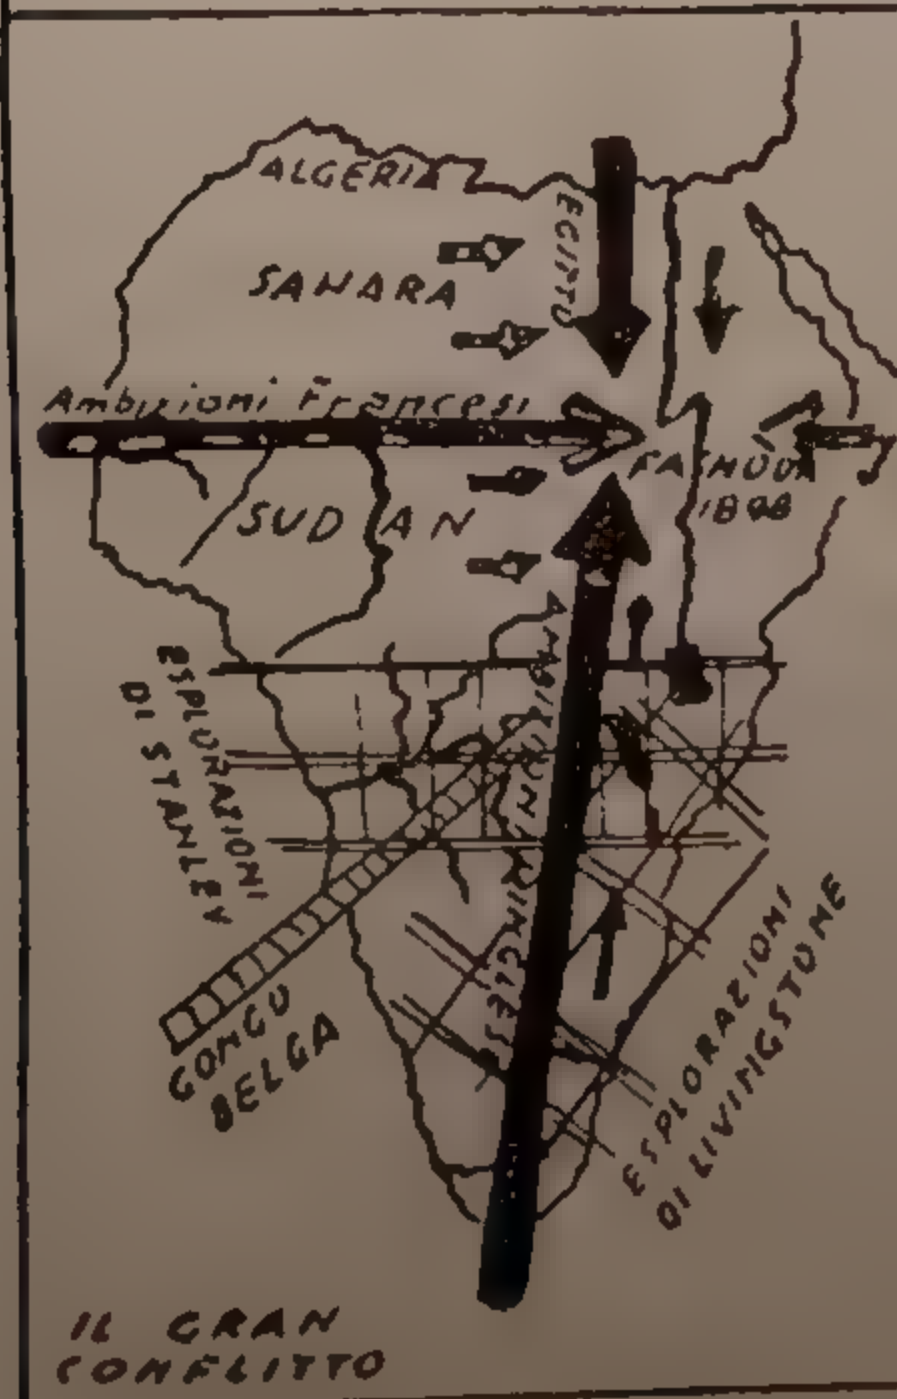 ALGERIA
EGITTO
SAHARA
Ambizioni Francesi
FASHODA
1898
SUDAN
AMBIZIONI INGLESI
ESPLORAZIONI
DI STANLEY
CONGO
BELGA
ESPLORAZIONI
DI LIVINGSTONE
IL GRAN
CONFLITTO